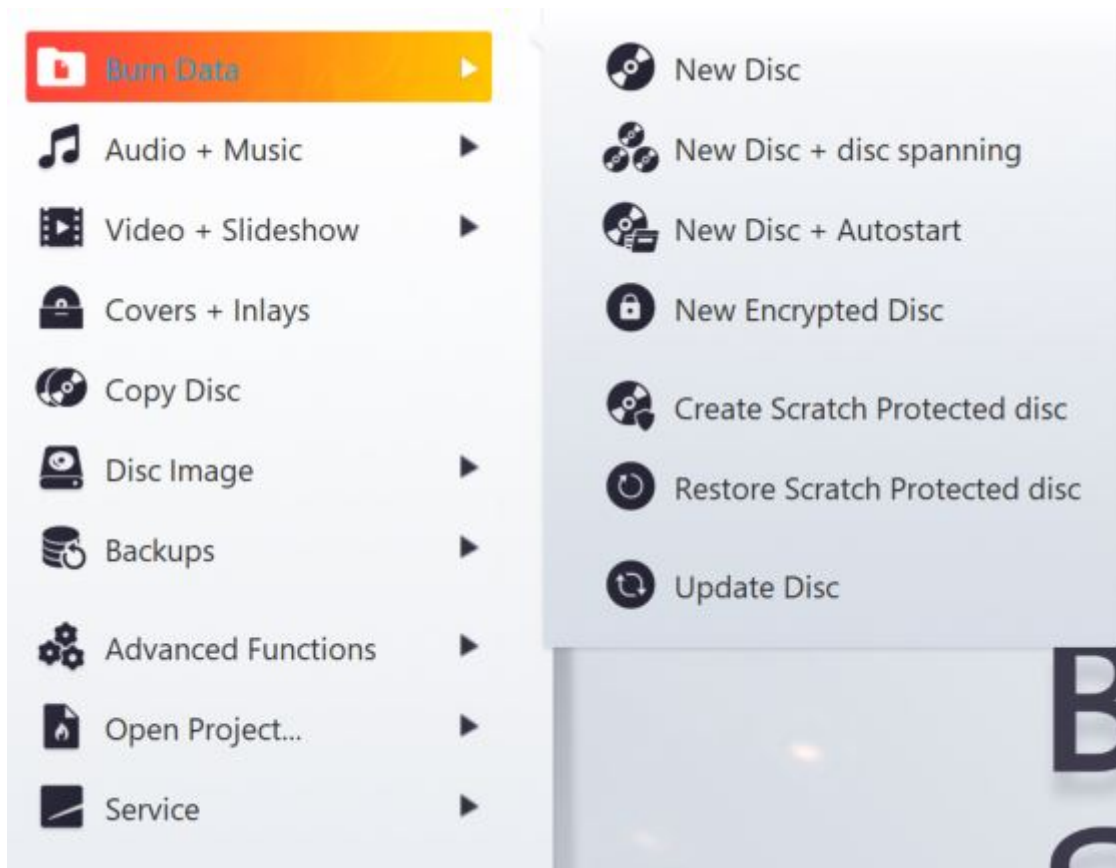 Burn Data
Audio + Music
Video + Slideshow
Covers + Inlays
Copy Disc
Disc Image
Backups
Advanced Functions
Open Project...
Service
New Disc
New Disc + disc spanning
New Disc + Autostart
New Encrypted Disc
Create Scratch Protected disc
Restore Scratch Protected disc
Update Disc
B